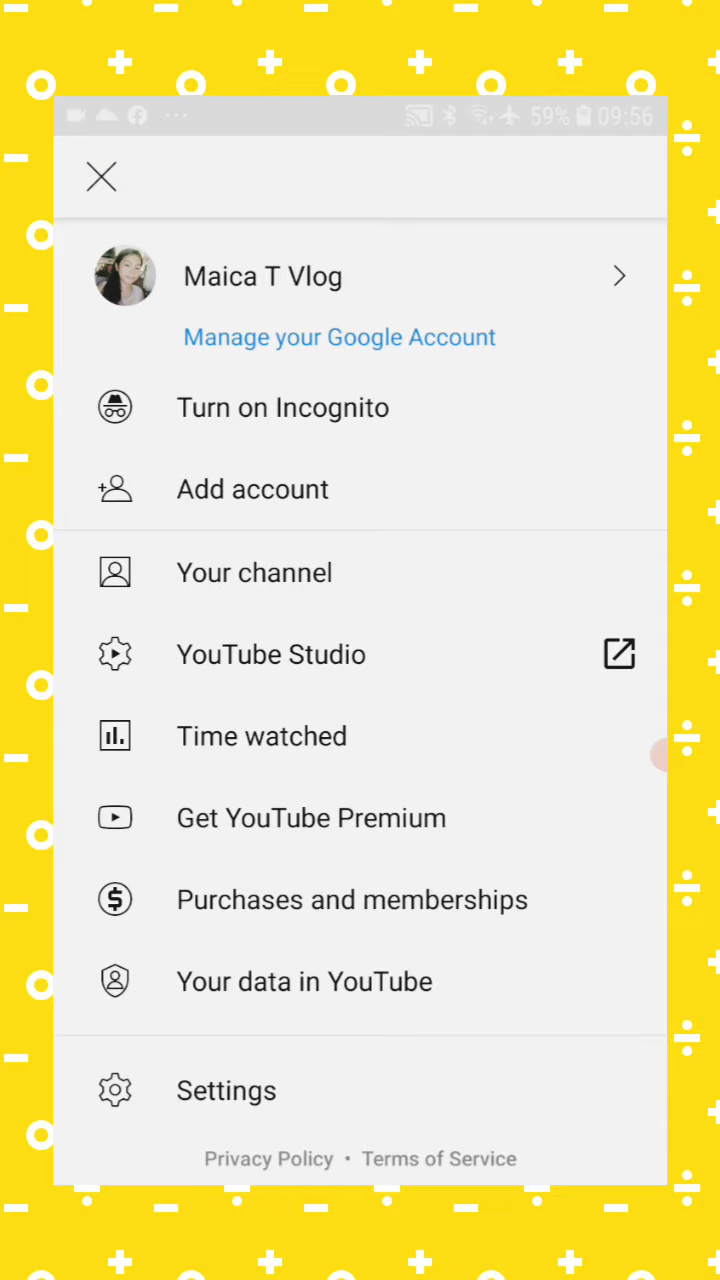 59% 09:56
Maica T Vlog
Manage your Google Account
Turn on Incognito
Add account
Your channel
YouTube Studio
Time watched
Get YouTube Premium
Purchases and memberships
Your data in YouTube
Settings
Privacy Policy • Terms of Service